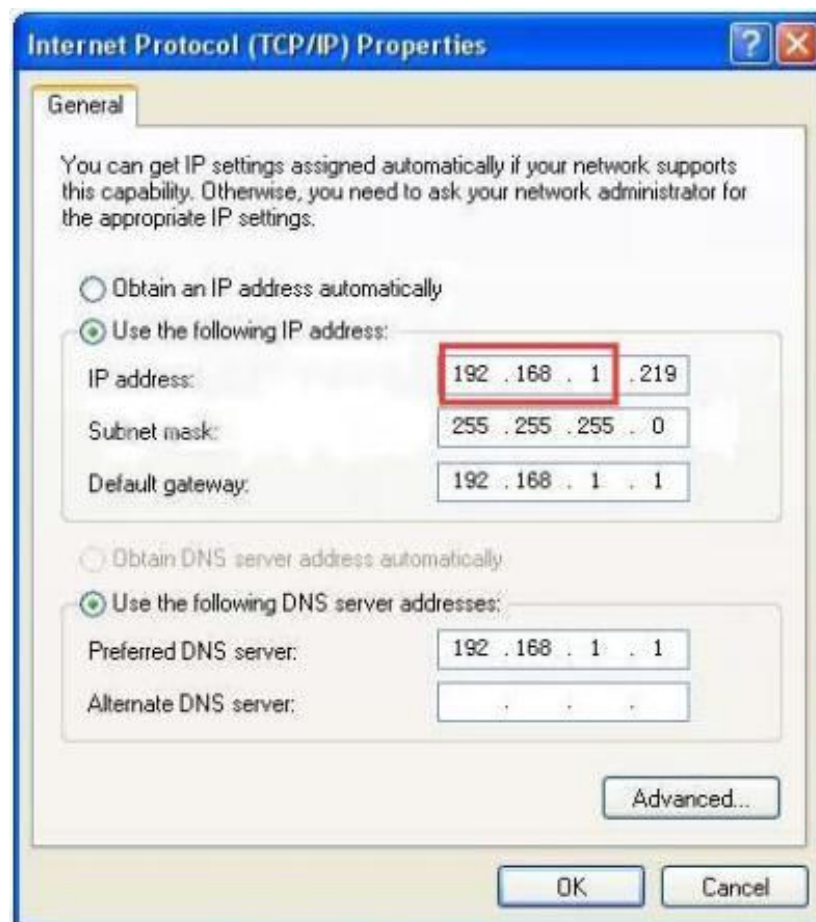 Internet Protocol (TCP/IP) Properties
?
General
You can get IP settings assigned automatically if your network supports
this capability. Otherwise, you need to ask your network administrator for
the appropriate IP settings.
Obtain an IP address automatically
Use the following IP address:
IP address: 192 . 168 . 1 . 219
Subnet mask: 255 . 255 . 255 . 0
Default gateway: 192 . 168 . 1 . 1
Obtain DNS server address automatically
Use the following DNS server addresses:
Preferred DNS server: 192 . 168 . 1 . 1
Alternate DNS server: . . .
Advanced...
OK Cancel